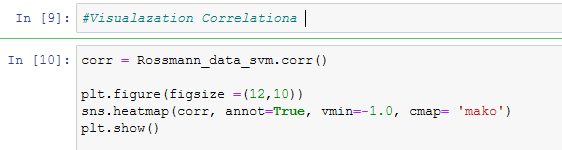 In [9]: #Visualazation Correlationa
In [10]: corr = Rossmann_data_svm.corr()
plt.figure(figsize =(12,10))
sns.heatmap(corr, annot=True, vmin=-1.0, cmap= 'mako')
plt.show()